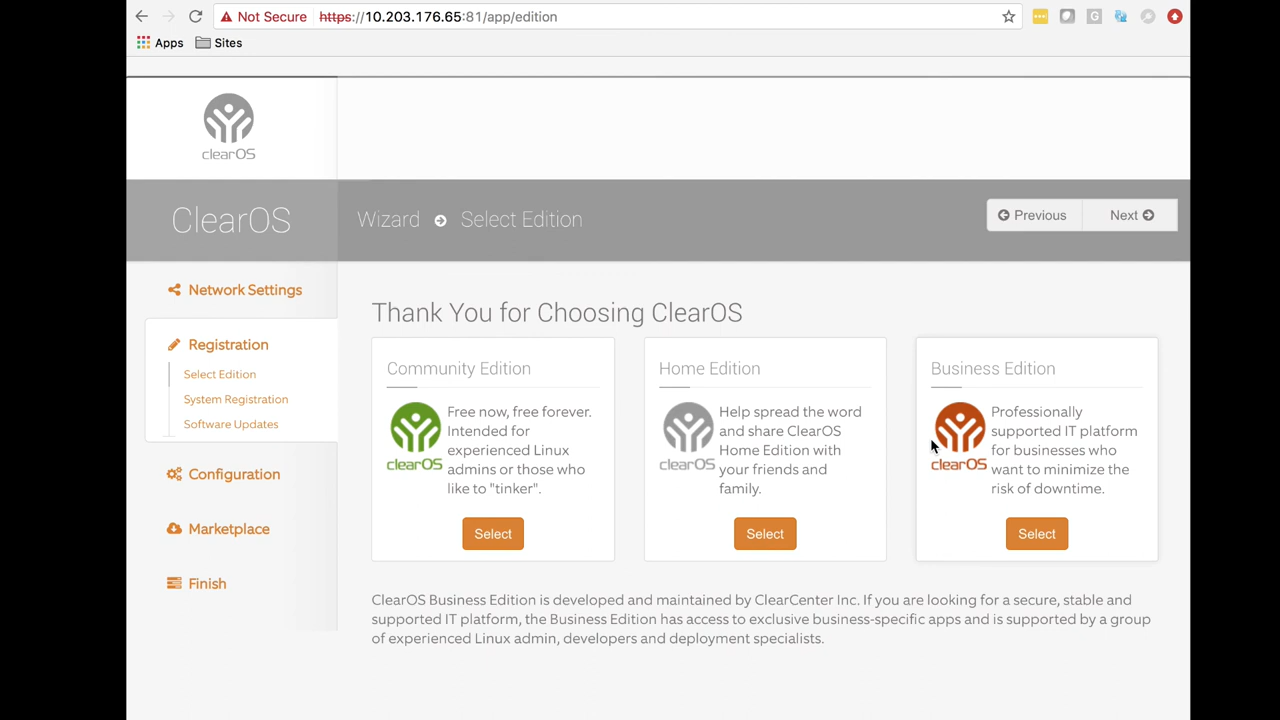 Not Secure https://10.203.176.65:81/app/edition
Apps Sites
clearOS
ClearOS
Wizard Select Edition
Previous Next
Network Settings
Registration
Select Edition
System Registration
Software Updates
Configuration
Marketplace
Finish
Thank You for Choosing ClearOS
Community Edition
clearOS
Free now, free forever.
Intended for
experienced Linux
admins or those who
like to "tinker".
Select
Home Edition
clearOS
Help spread the word
and share ClearOS
Home Edition with
your friends and
family.
Select
Business Edition
clearOS
Professionally
supported IT platform
for businesses who
want to minimize the
risk of downtime.
Select
ClearOS Business Edition is developed and maintained by ClearCenter Inc. If you are looking for a secure, stable and
supported IT platform, the Business Edition has access to exclusive business-specific apps and is supported by a group
of experienced Linux admin, developers and deployment specialists.